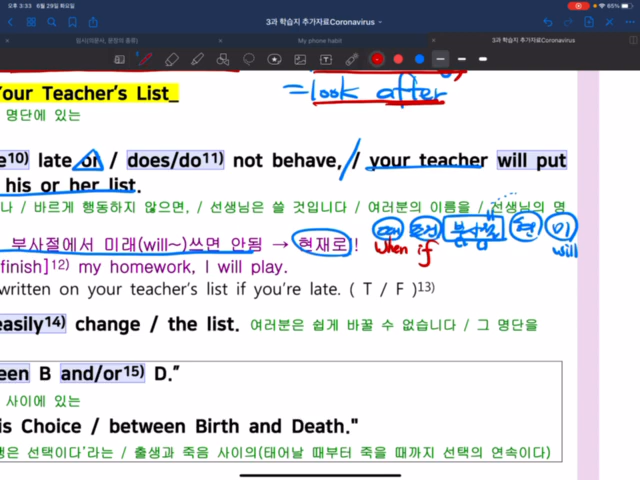 오후 3:33 6월 29일 화요일
65%
3과 학습지 추가자료Coronavirus
My phone habit
3과 학습지 추가자료Coronavirus
= look after
Your Teacher's List_
명단에 있는
10) late or / does/do11) not behave, / your teacher will put
his or her list.
나 / 바르게 행동하지 않으면, / 선생님은 쓸 것입니다 / 여러분의 이름을 / 선생님의 명
부사절에서 미래(will~)쓰면 안됨 → 현재로!
현 미
when if will
finish]12) my homework, I will play.
written on your teacher's list if you're late. ( T / F )13)
easily14) change / the list. 여러분은 쉽게 바꿀 수 없습니다 / 그 명단을
een B and/or15) D."
사이에 있는
is Choice / between Birth and Death."
생은 선택이다'라는 / 출생과 죽음 사이의(태어날 때부터 죽을 때까지 선택의 연속이다)